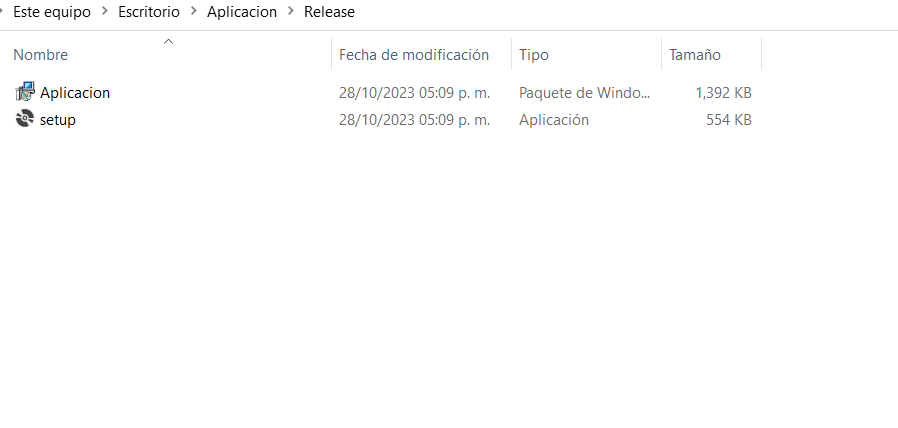 Este equipo > Escritorio > Aplicacion > Release
Nombre Fecha de modificación Tipo Tamaño
Aplicacion 28/10/2023 05:09 p. m. Paquete de Windo... 1,392 KB
setup 28/10/2023 05:09 p. m. Aplicación 554 KB